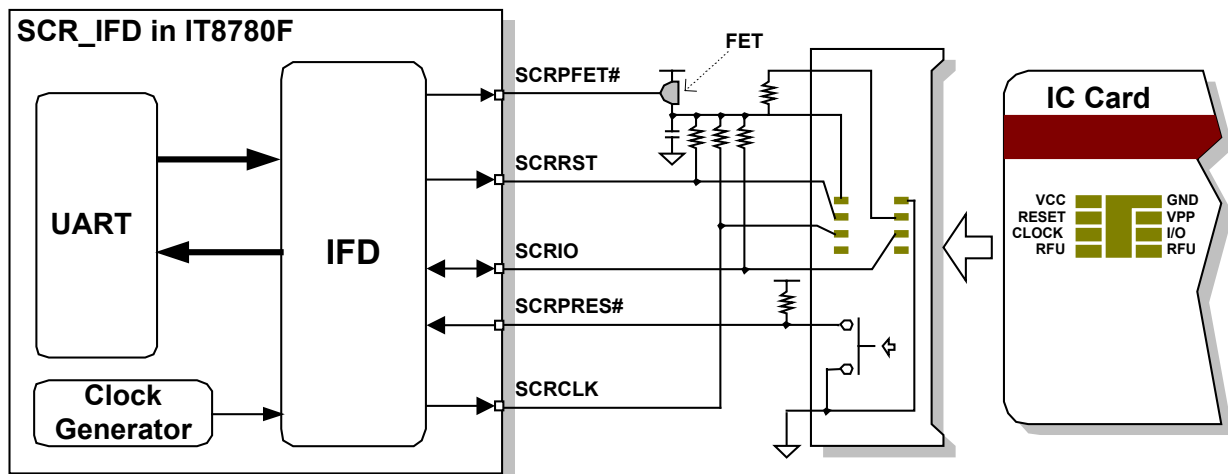 SCR_IFD in IT8780F
UART
IFD
Clock
Generator
SCRPFET#
SCRRST
SCRIO
SCRPRES#
SCRCLK
FET
IC Card
VCC
RESET
CLOCK
RFU
GND
VPP
I/O
RFU